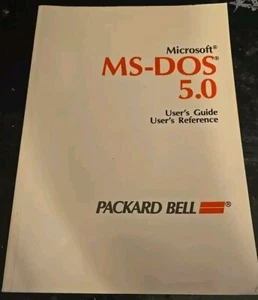 Microsoft®
MS-DOS®
5.0
User's Guide
User's Reference
PACKARD BELL ®